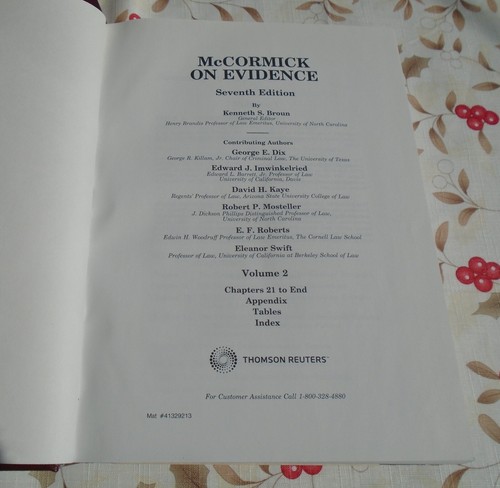 McCORMICK
ON EVIDENCE
Seventh Edition
By
Kenneth S. Broun
General Editor
Henry Brandis Professor of Law Emeritus, University of North Carolina
Contributing Authors
George E. Dix
George R. Killam, Jr. Chair of Criminal Law, The University of Texas
Edward J. Imwinkelried
Edward L. Barrett, Jr. Professor of Law
University of California, Davis
David H. Kaye
Regents' Professor of Law, Arizona State University College of Law
Robert P. Mosteller
J. Dickson Phillips Distinguished Professor of Law,
University of North Carolina
E. F. Roberts
Edwin H. Woodruff Professor of Law Emeritus, The Cornell Law School
Eleanor Swift
Professor of Law, University of California at Berkeley School of Law
Volume 2
Chapters 21 to End
Appendix
Tables
Index
THOMSON REUTERS™
For Customer Assistance Call 1-800-328-4880
Mat #41329213